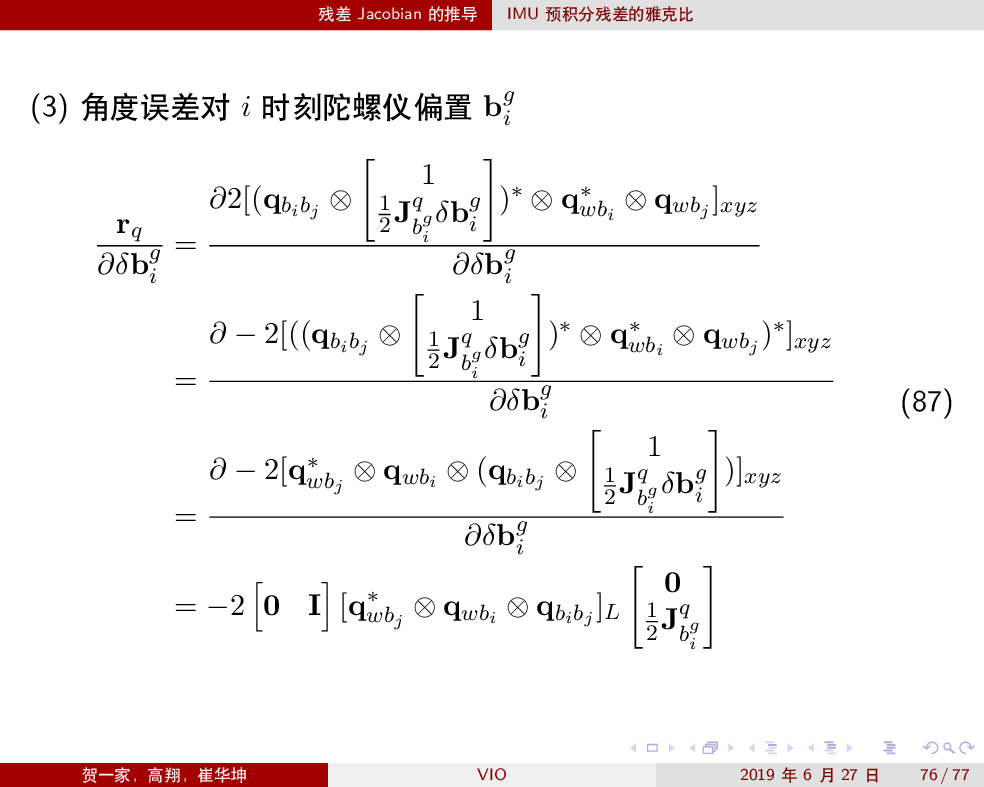 残差 Jacobian 的推导 IMU 预积分残差的雅克比
(3) 角度误差对 $i$ 时刻陀螺仪偏置 $\mathbf{b}_i^g$
$\frac{\mathbf{r}_q}{\partial \delta \mathbf{b}_i^g} = \frac{\partial 2[(\mathbf{q}_{b_i b_j} \otimes \begin{bmatrix} 1 \\ \frac{1}{2}\mathbf{J}_{b_i^g}^q \delta \mathbf{b}_i^g \end{bmatrix})^* \otimes \mathbf{q}_{wb_i}^* \otimes \mathbf{q}_{wb_j}]_{xyz}}{\partial \delta \mathbf{b}_i^g}$
$= \frac{\partial - 2[((\mathbf{q}_{b_i b_j} \otimes \begin{bmatrix} 1 \\ \frac{1}{2}\mathbf{J}_{b_i^g}^q \delta \mathbf{b}_i^g \end{bmatrix})^* \otimes \mathbf{q}_{wb_i}^* \otimes \mathbf{q}_{wb_j})^*]_{xyz}}{\partial \delta \mathbf{b}_i^g}$
(87)
$= \frac{\partial - 2[\mathbf{q}_{wb_j}^* \otimes \mathbf{q}_{wb_i} \otimes (\mathbf{q}_{b_i b_j} \otimes \begin{bmatrix} 1 \\ \frac{1}{2}\mathbf{J}_{b_i^g}^q \delta \mathbf{b}_i^g \end{bmatrix})]_{xyz}}{\partial \delta \mathbf{b}_i^g}$
$= -2 \begin{bmatrix} \mathbf{0} & \mathbf{I} \end{bmatrix} [\mathbf{q}_{wb_j}^* \otimes \mathbf{q}_{wb_i} \otimes \mathbf{q}_{b_i b_j}]_L \begin{bmatrix} \mathbf{0} \\ \frac{1}{2}\mathbf{J}_{b_i^g}^q \end{bmatrix}$
贺一家, 高翔, 崔华坤 VIO 2019 年 6 月 27 日 76 / 77